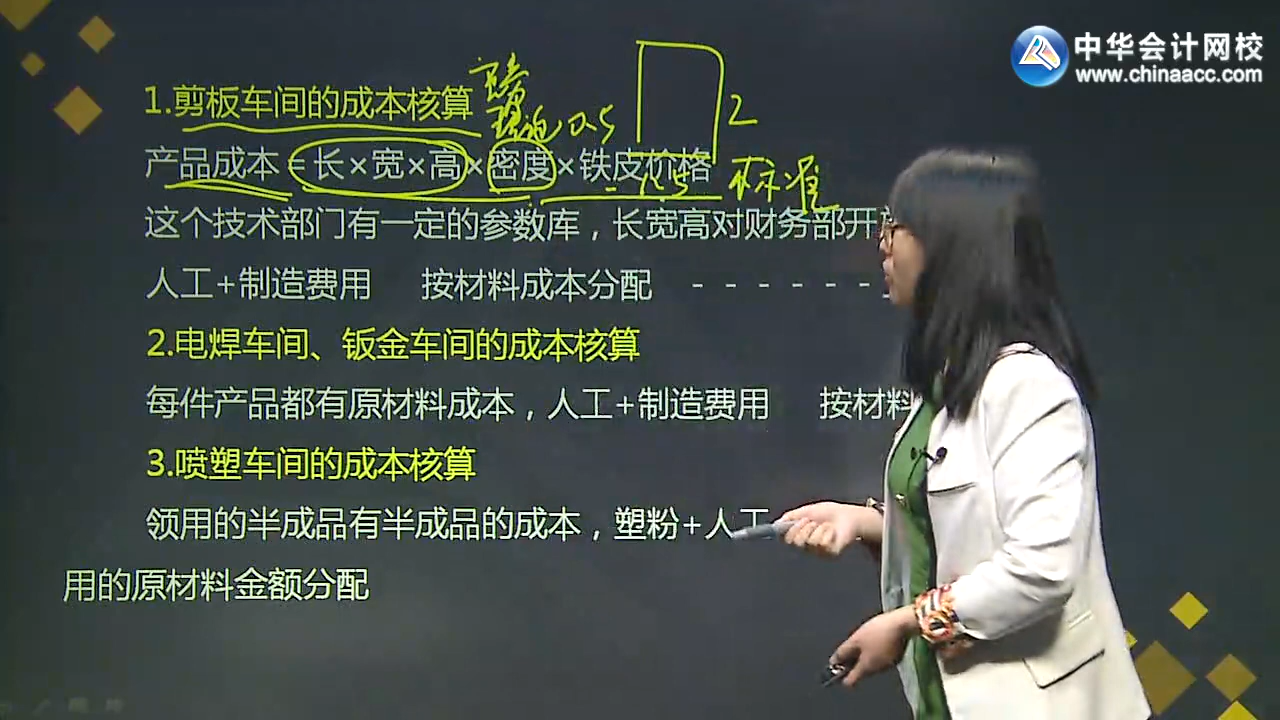 中华会计网校
www.chinaacc.com
1.剪板车间的成本核算
0.5
2
产品成本=长×宽×高×密度×铁皮价格
1.5
标准
这个技术部门有一定的参数库，长宽高对财务部开
人工+制造费用 按材料成本分配 - - - - - -
2.电焊车间、钣金车间的成本核算
每件产品都有原材料成本，人工+制造费用 按材料
3.喷塑车间的成本核算
领用的半成品有半成品的成本，塑粉+人工
用的原材料金额分配